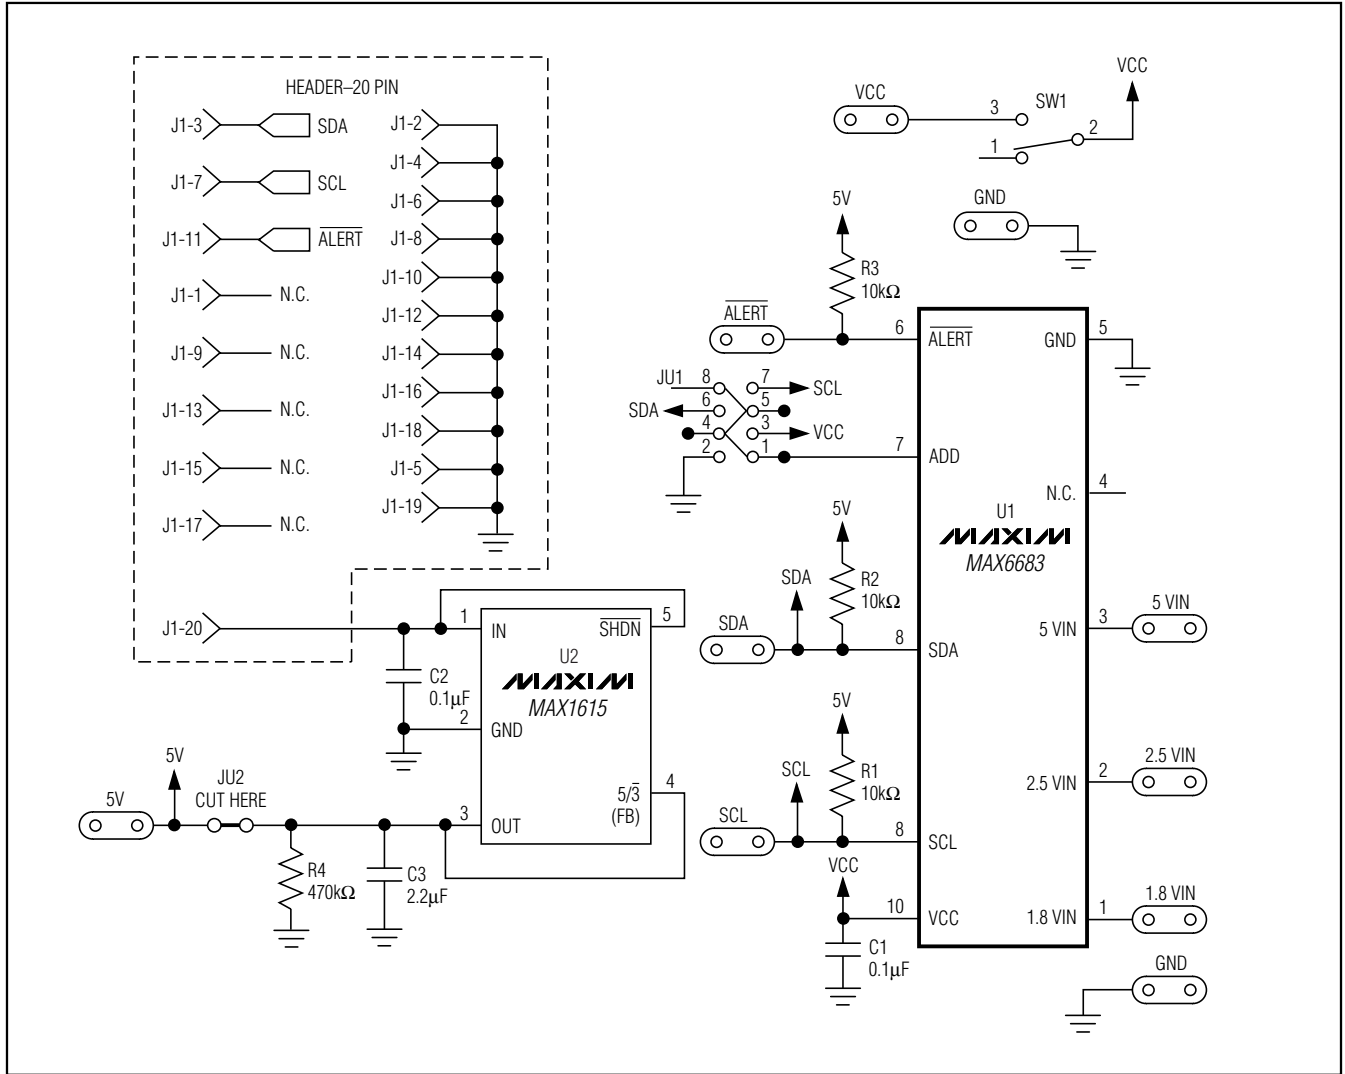 HEADER–20 PIN
J1-3 SDA
J1-7 SCL
J1-11 ALERT
J1-1 N.C.
J1-9 N.C.
J1-13 N.C.
J1-15 N.C.
J1-17 N.C.
J1-20
J1-2
J1-4
J1-6
J1-8
J1-10
J1-12
J1-14
J1-16
J1-18
J1-5
J1-19
VCC
3
SW1
VCC
2
1
GND
5V
R3
10kΩ
ALERT
6
ALERT
GND
5
JU1 8 7 SCL
SDA 6 5
4 3 VCC
2 1
7
ADD
N.C.
4
U1
MAXIM
MAX6683
5V
R2
10kΩ
SDA
SDA
8
SDA
5 VIN
3
5 VIN
5V
R1
10kΩ
SCL
SCL
8
SCL
2.5 VIN
2
2.5 VIN
VCC
10
VCC
C1
0.1µF
1.8 VIN
1
1.8 VIN
GND
1
IN
SHDN
5
U2
MAXIM
MAX1615
C2
0.1µF
2
GND
5/3
(FB)
4
3
OUT
5V
5V
JU2
CUT HERE
R4
470kΩ
C3
2.2µF